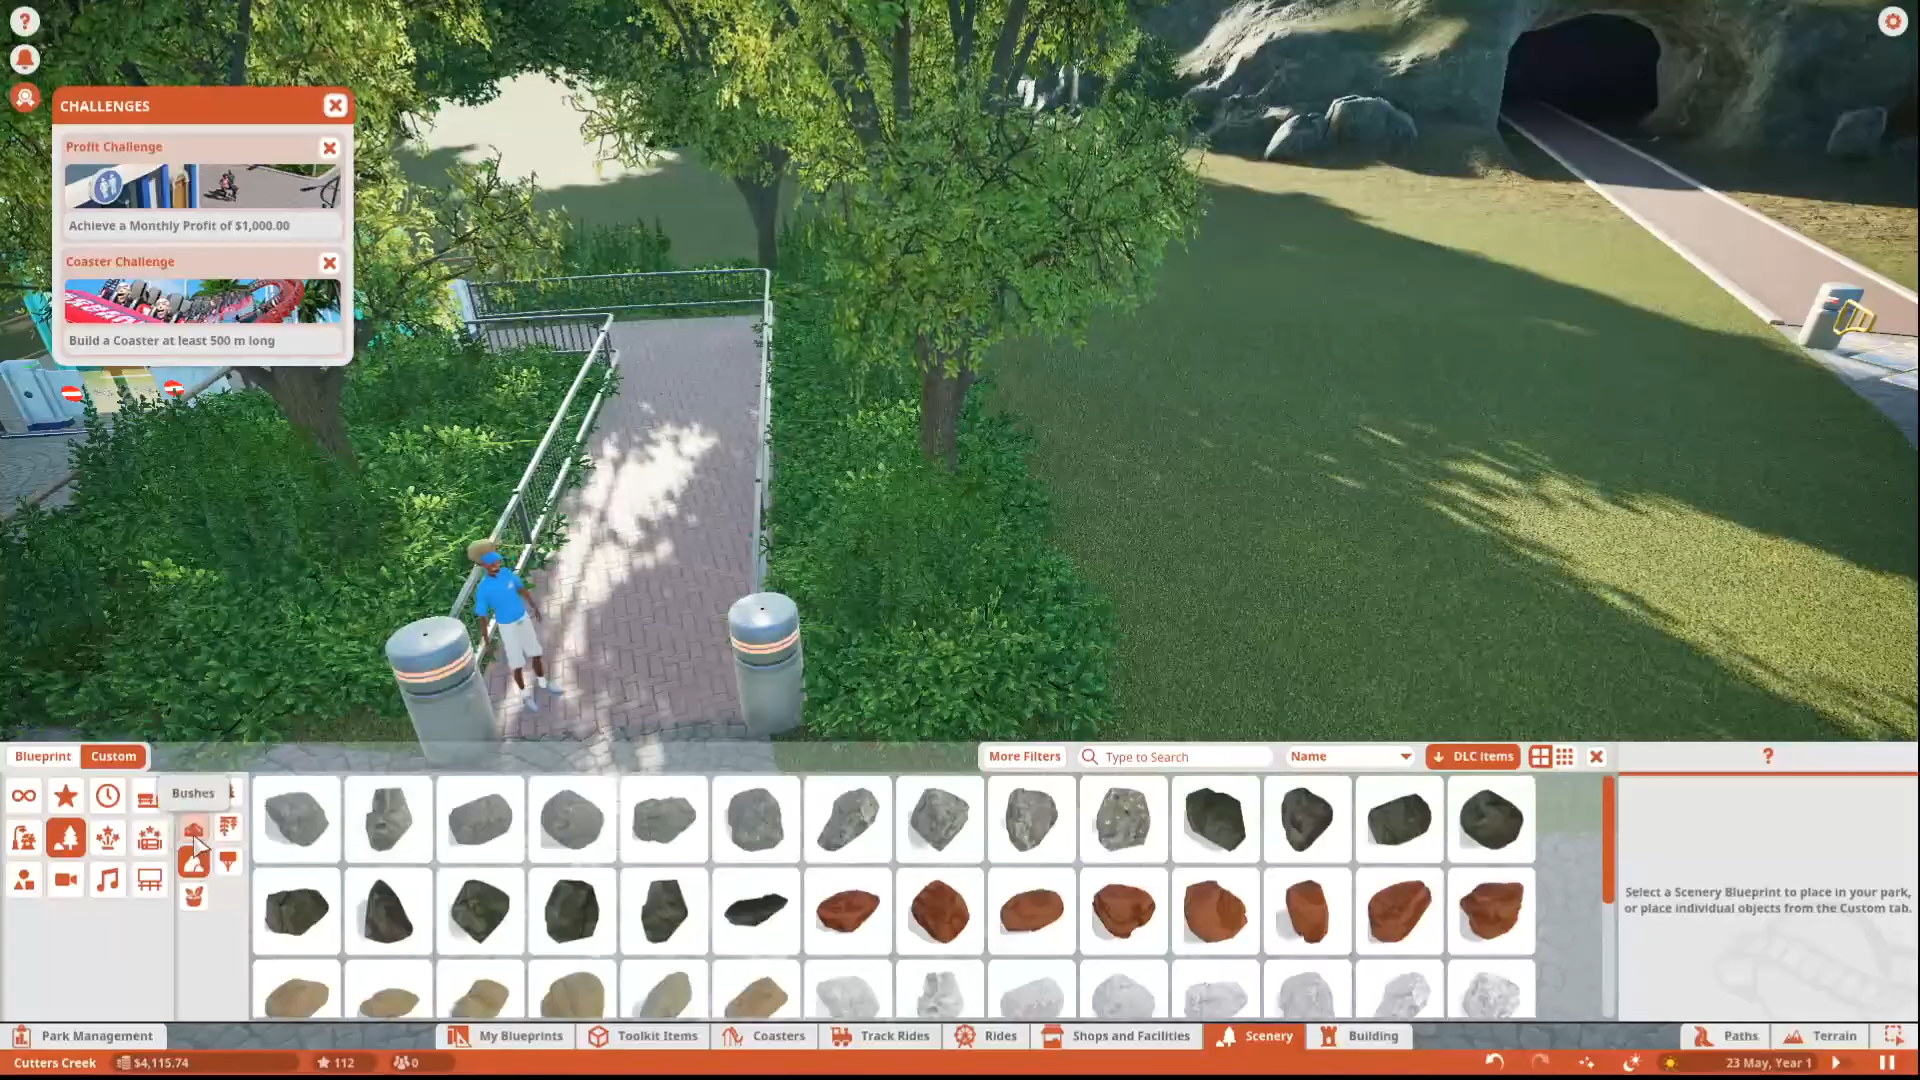 CHALLENGES
Profit Challenge
Achieve a Monthly Profit of $1,000.00
Coaster Challenge
Build a Coaster at least 500 m long
Blueprint Custom
More Filters Type to Search Name DLC Items
?
Bushes
Select a Scenery Blueprint to place in your park,
or place individual objects from the Custom tab.
Park Management My Blueprints Toolkit Items Coasters Track Rides Rides Shops and Facilities Scenery Building Paths Terrain
Cutters Creek $4,115.74 112 0 23 May, Year 1